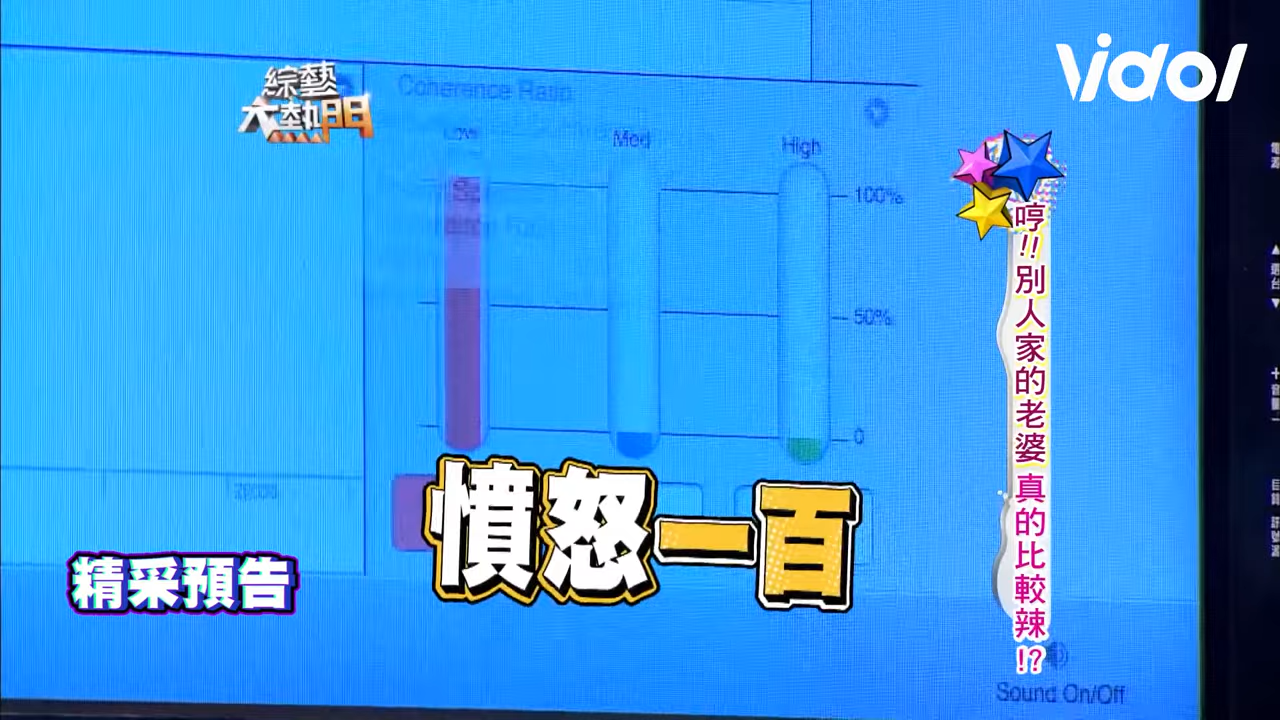 Vidol
綜藝
大熱門
Coherence Ratio
Low
Med
High
100%
50%
0
哼!!別人家的老婆 真的比較辣!?
憤怒一百
精采預告
Sound On/Off